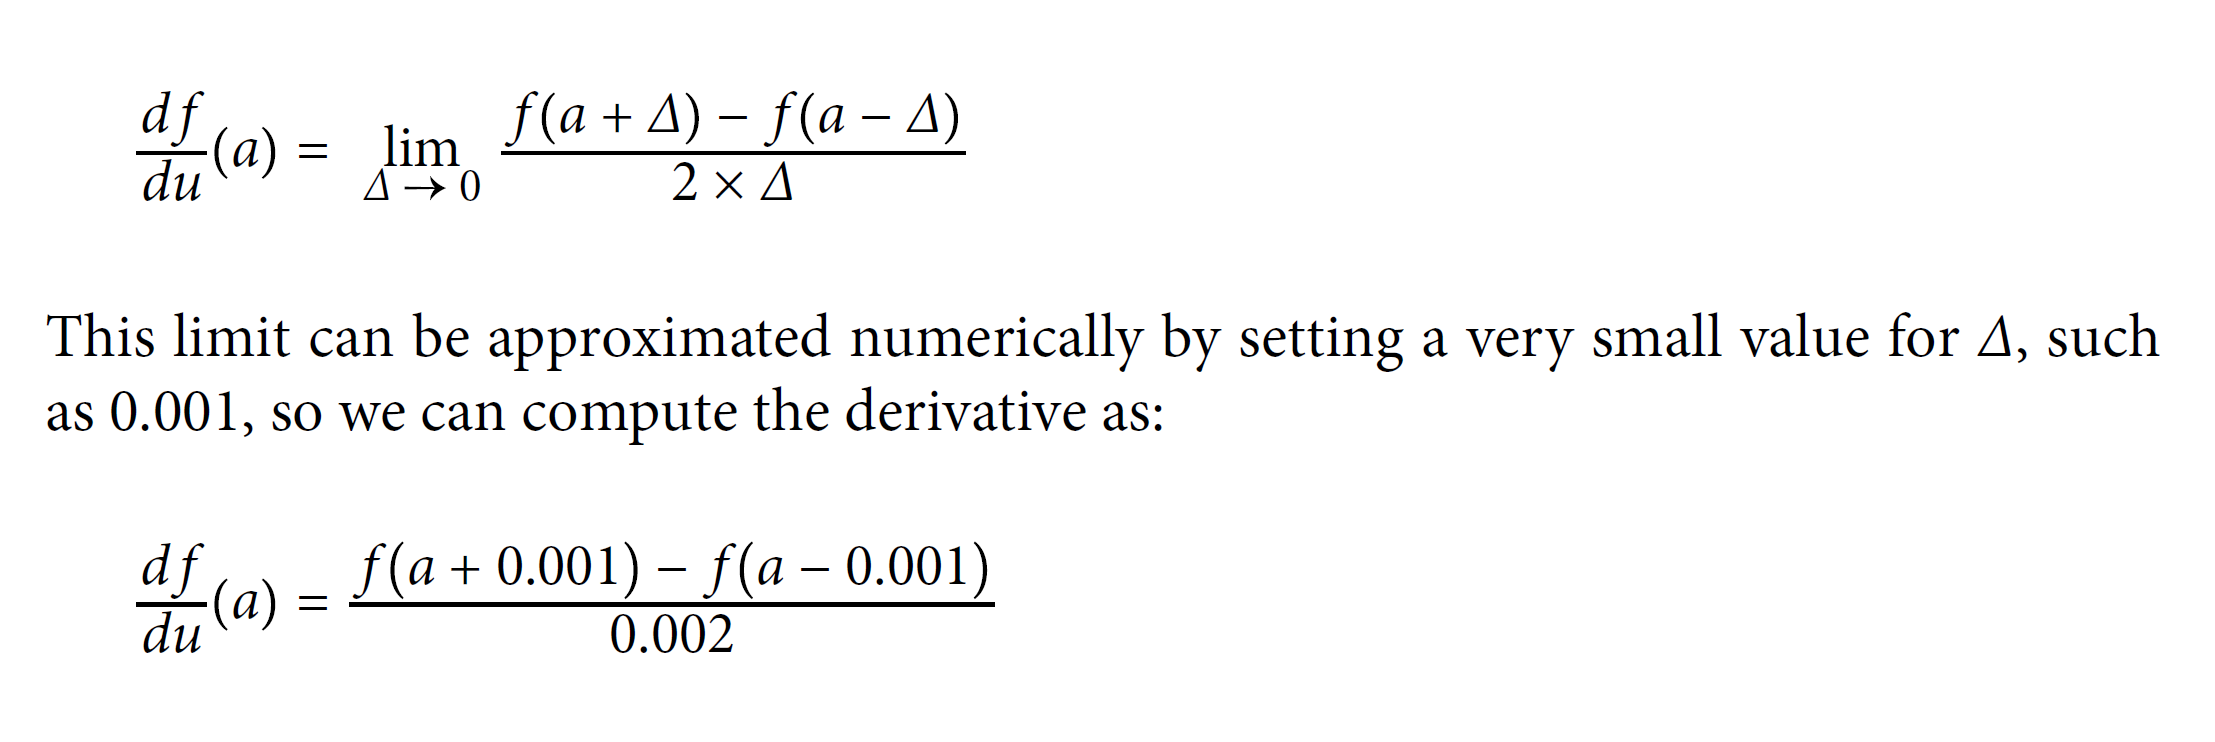 df/du (a) = lim Δ → 0 f(a + Δ) – f(a – Δ) / 2 × Δ
This limit can be approximated numerically by setting a very small value for Δ, such
as 0.001, so we can compute the derivative as:
df/du (a) = f(a + 0.001) – f(a – 0.001) / 0.002